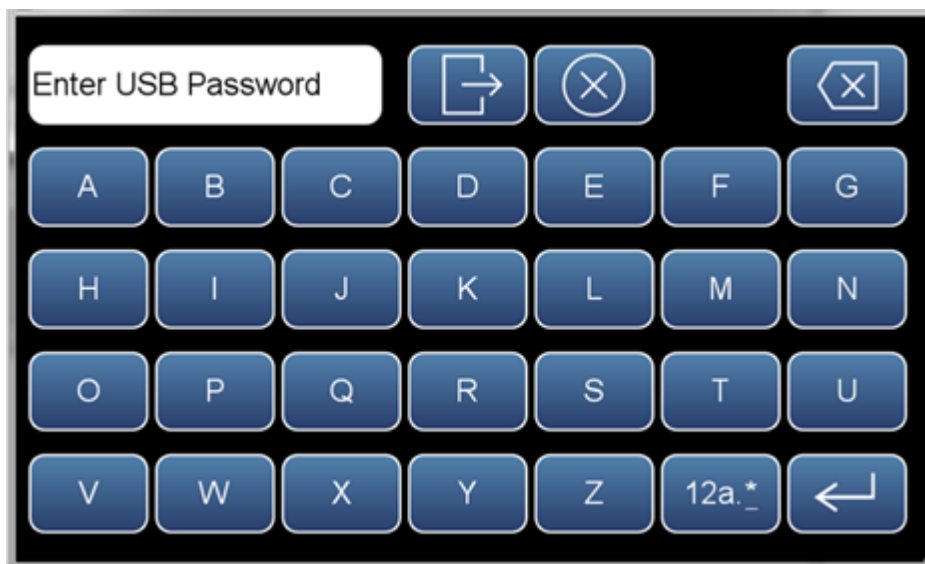 Enter USB Password
A B C D E F G
H I J K L M N
O P Q R S T U
V W X Y Z 12a.*_